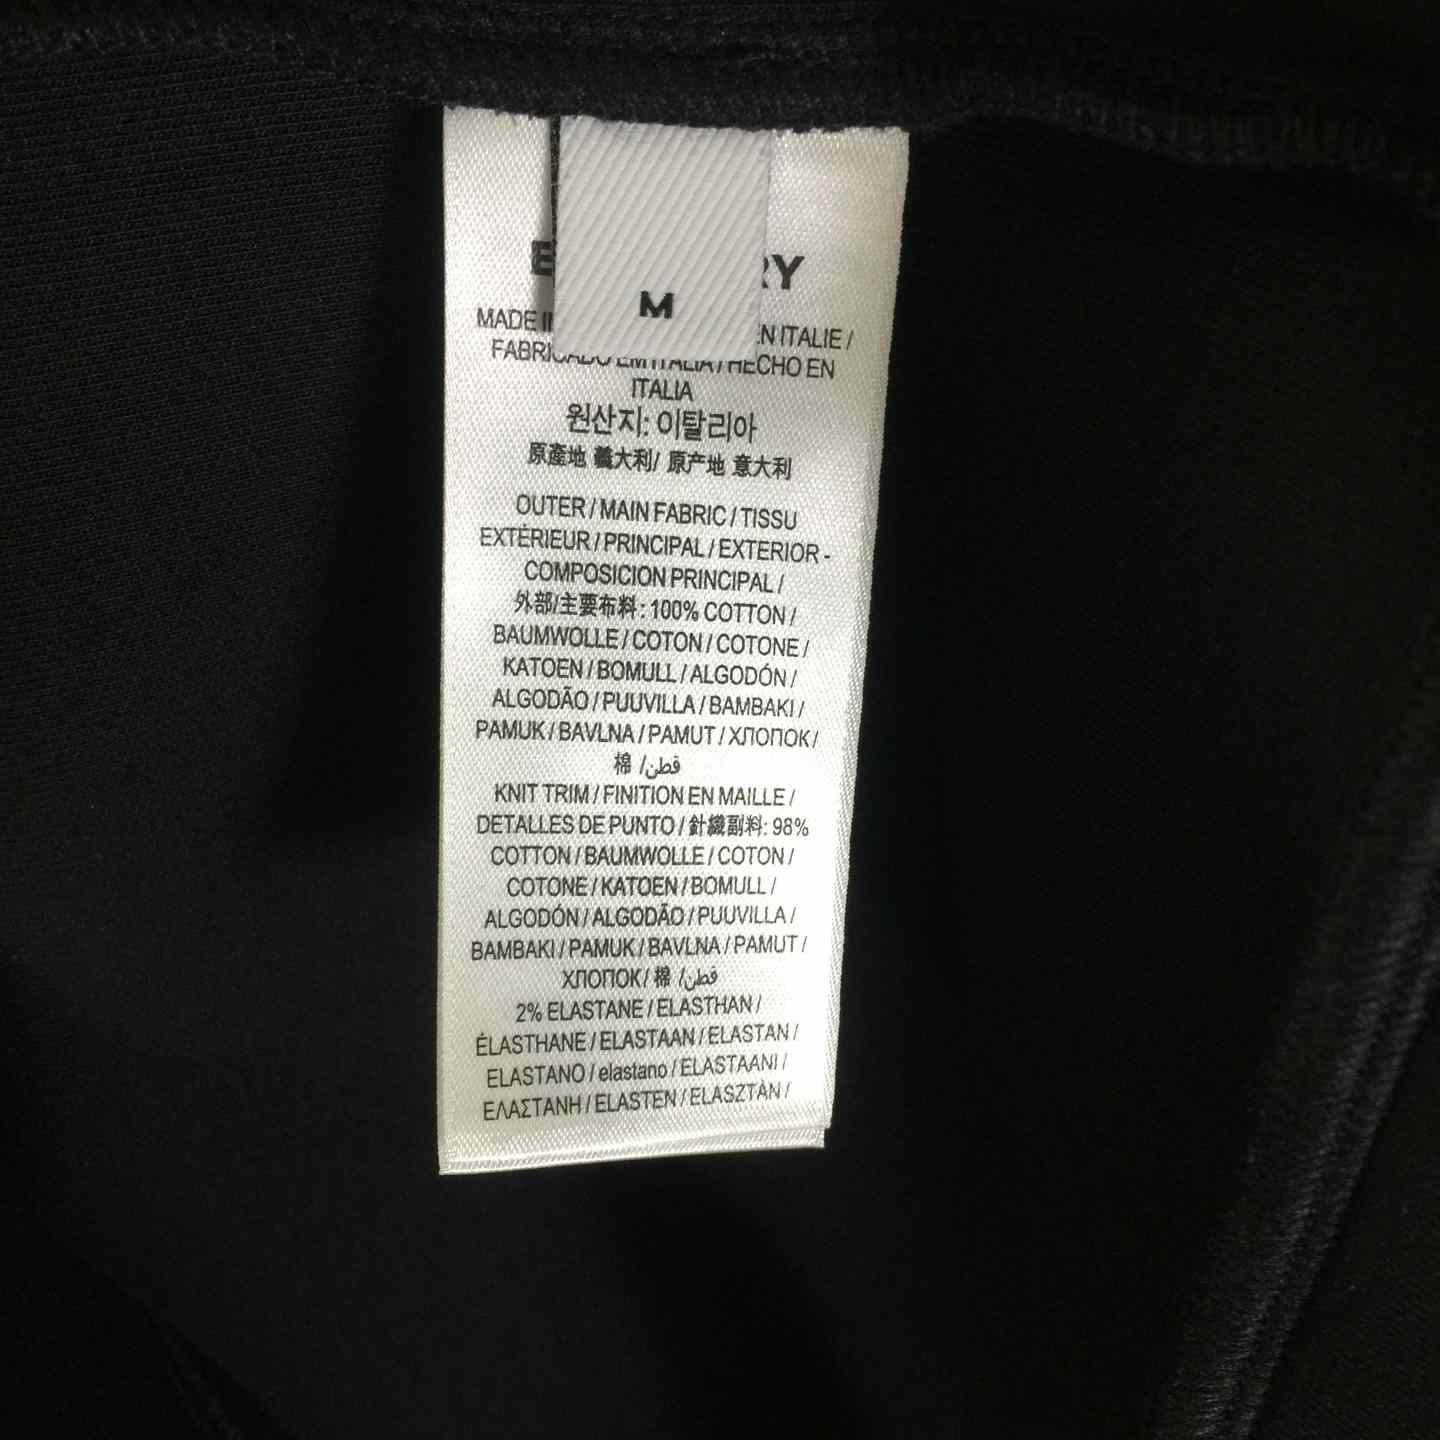 M
MADE
EN ITALIE /
FABRICADO EM ITALIA / HECHO EN
ITALIA
원산지: 이탈리아
原產地 義大利/ 原产地 意大利
OUTER / MAIN FABRIC / TISSU
EXTÉRIEUR / PRINCIPAL / EXTERIOR -
COMPOSICION PRINCIPAL /
外部/主要布料: 100% COTTON /
BAUMWOLLE / COTON / COTONE /
KATOEN / BOMULL / ALGODÓN /
ALGODÃO / PUUVILLA / BAMBAKI /
PAMUK / BAVLNA / PAMUT / ХЛОПОК /
棉 /قطن
KNIT TRIM / FINITION EN MAILLE /
DETALLES DE PUNTO / 針織副料: 98%
COTTON / BAUMWOLLE / COTON /
COTONE / KATOEN / BOMULL /
ALGODÓN / ALGODÃO / PUUVILLA /
BAMBAKI / PAMUK / BAVLNA / PAMUT /
ХЛОПОК/ 棉 /قطن
2% ELASTANE / ELASTHAN /
ÉLASTHANE / ELASTAAN / ELASTAN /
ELASTANO / elastano / ELASTAANI /
ΕΛΑΣΤΑΝΗ / ELASTEN / ELASZTÁN /